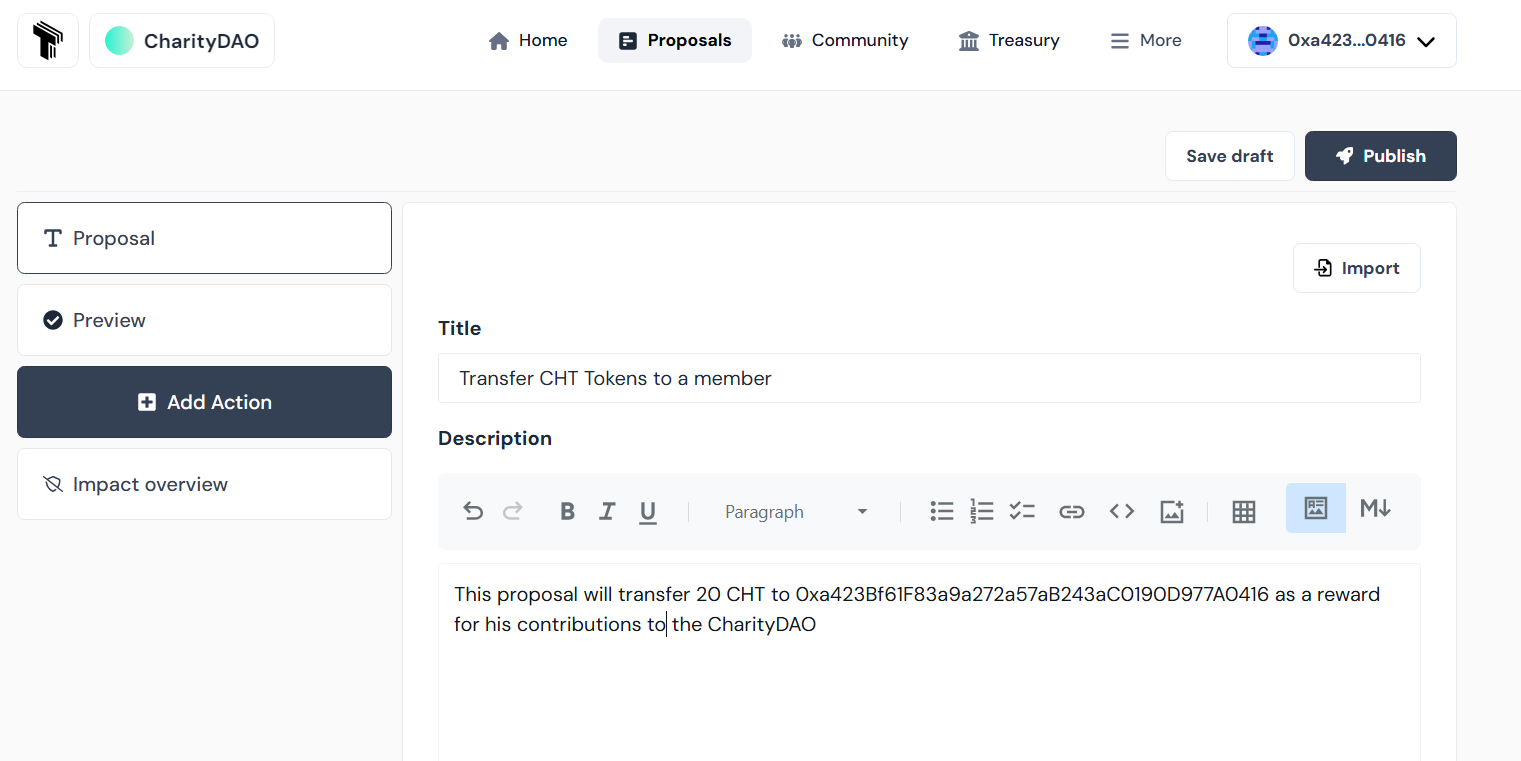 CharityDAO
Home
Proposals
Community
Treasury
More
0xa423...0416
Save draft
Publish
Proposal
Preview
Add Action
Impact overview
Import
Title
Transfer CHT Tokens to a member
Description
B I U
Paragraph
M↓
This proposal will transfer 20 CHT to 0xa423Bf61F83a9a272a57aB243aC0190D977A0416 as a reward
for his contributions to the CharityDAO